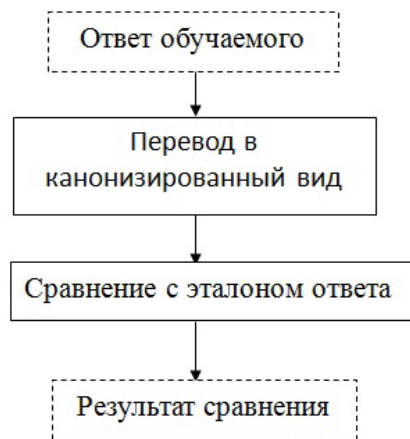 Ответ обучаемого
Перевод в
канонизированный вид
Сравнение с эталоном ответа
Результат сравнения